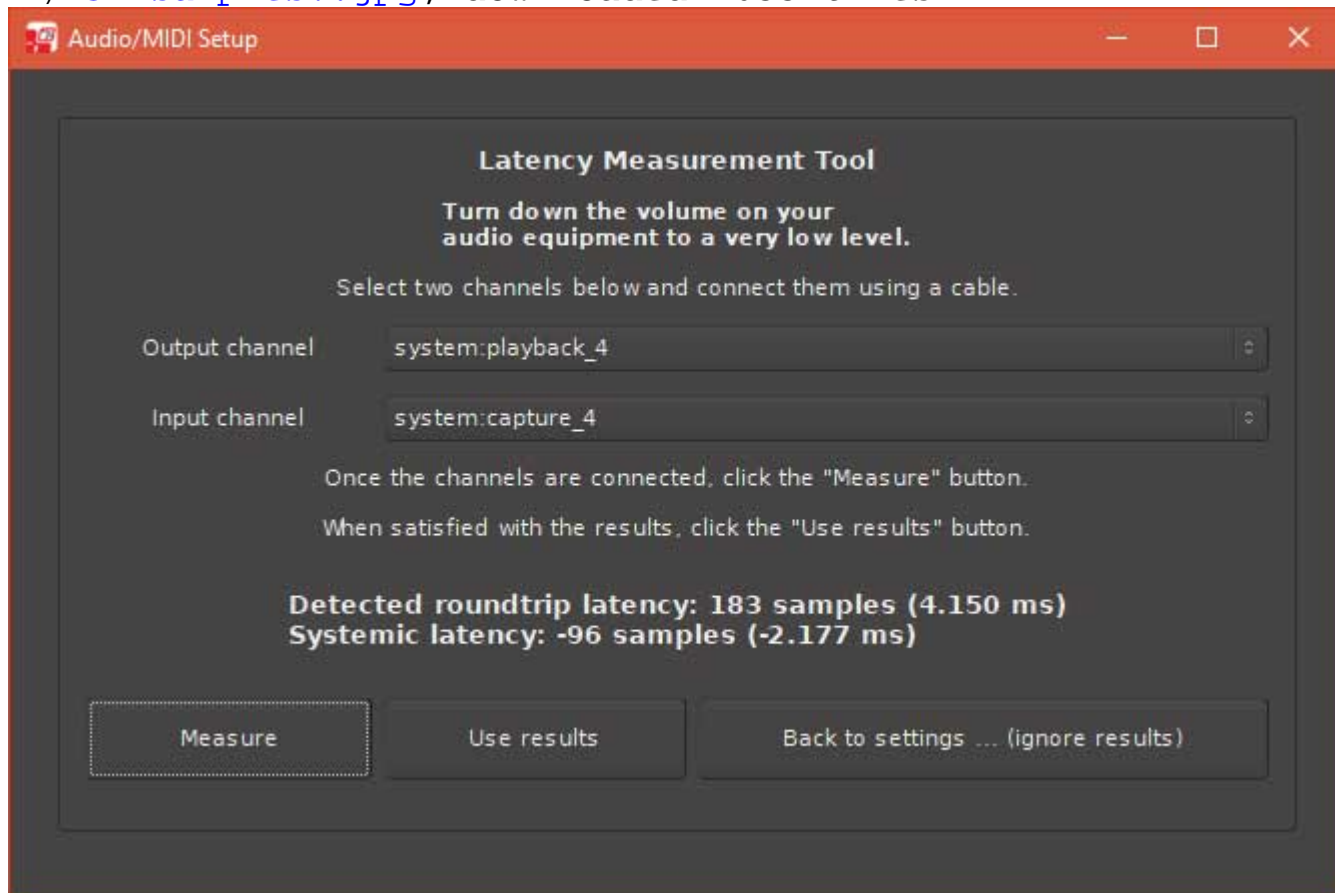 Audio/MIDI Setup
Latency Measurement Tool
Turn down the volume on your
audio equipment to a very low level.
Select two channels below and connect them using a cable.
Output channel system:playback_4
Input channel system:capture_4
Once the channels are connected, click the "Measure" button.
When satisfied with the results, click the "Use results" button.
Detected roundtrip latency: 183 samples (4.150 ms)
Systemic latency: -96 samples (-2.177 ms)
Measure Use results Back to settings ... (ignore results)